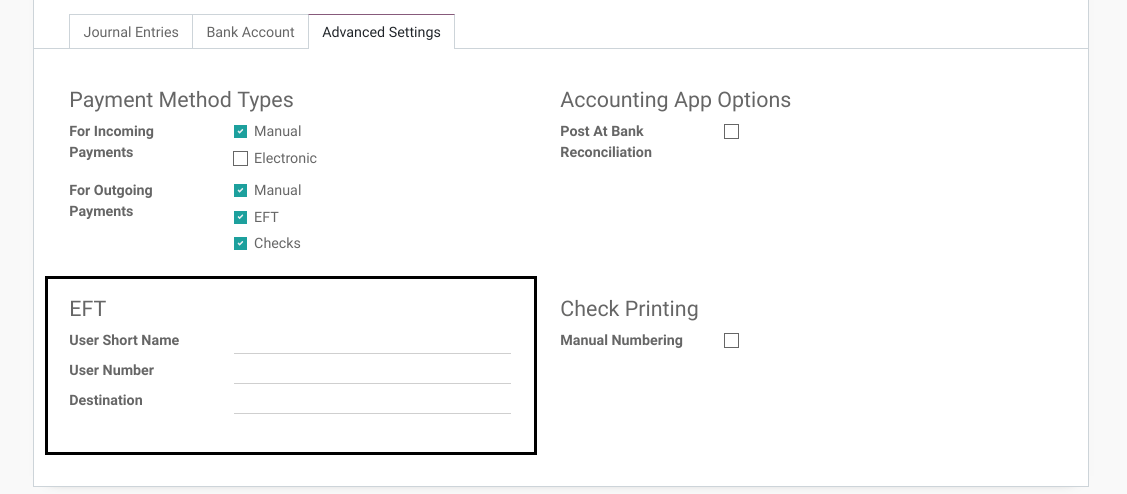 Journal Entries
Bank Account
Advanced Settings
Payment Method Types
For Incoming
Payments
Manual
Electronic
For Outgoing
Payments
Manual
EFT
Checks
Accounting App Options
Post At Bank
Reconciliation
EFT
User Short Name
User Number
Destination
Check Printing
Manual Numbering